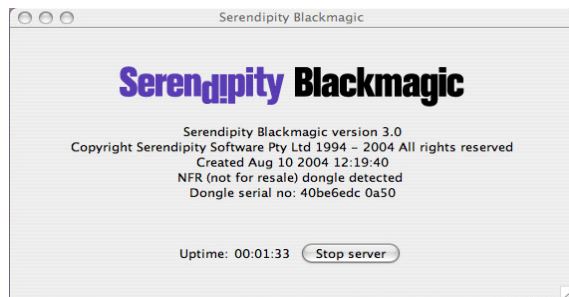 Serendipity Blackmagic
Serendipity Blackmagic
Serendipity Blackmagic version 3.0
Copyright Serendipity Software Pty Ltd 1994 – 2004 All rights reserved
Created Aug 10 2004 12:19:40
NFR (not for resale) dongle detected
Dongle serial no: 40be6edc 0a50
Uptime: 00:01:33 Stop server